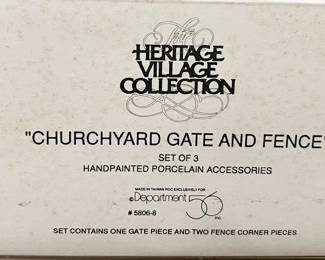 The
HERITAGE
VILLAGE
COLLECTION
"CHURCHYARD GATE AND FENCE"
SET OF 3
HANDPAINTED PORCELAIN ACCESSORIES
MADE IN TAIWAN ROC EXCLUSIVELY FOR
©Department 56 INC.
# 5806-8
SET CONTAINS ONE GATE PIECE AND TWO FENCE CORNER PIECES